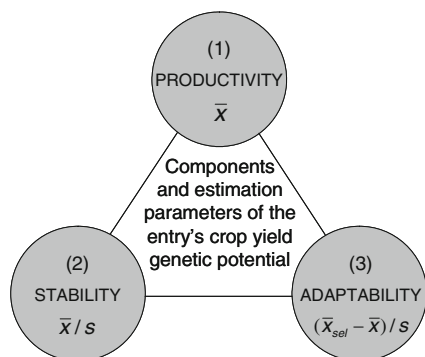 (1)
PRODUCTIVITY
x̄
Components
and estimation
parameters of the
entry's crop yield
genetic potential
(2)
STABILITY
x̄ / s
(3)
ADAPTABILITY
(x̄sel – x̄) / s